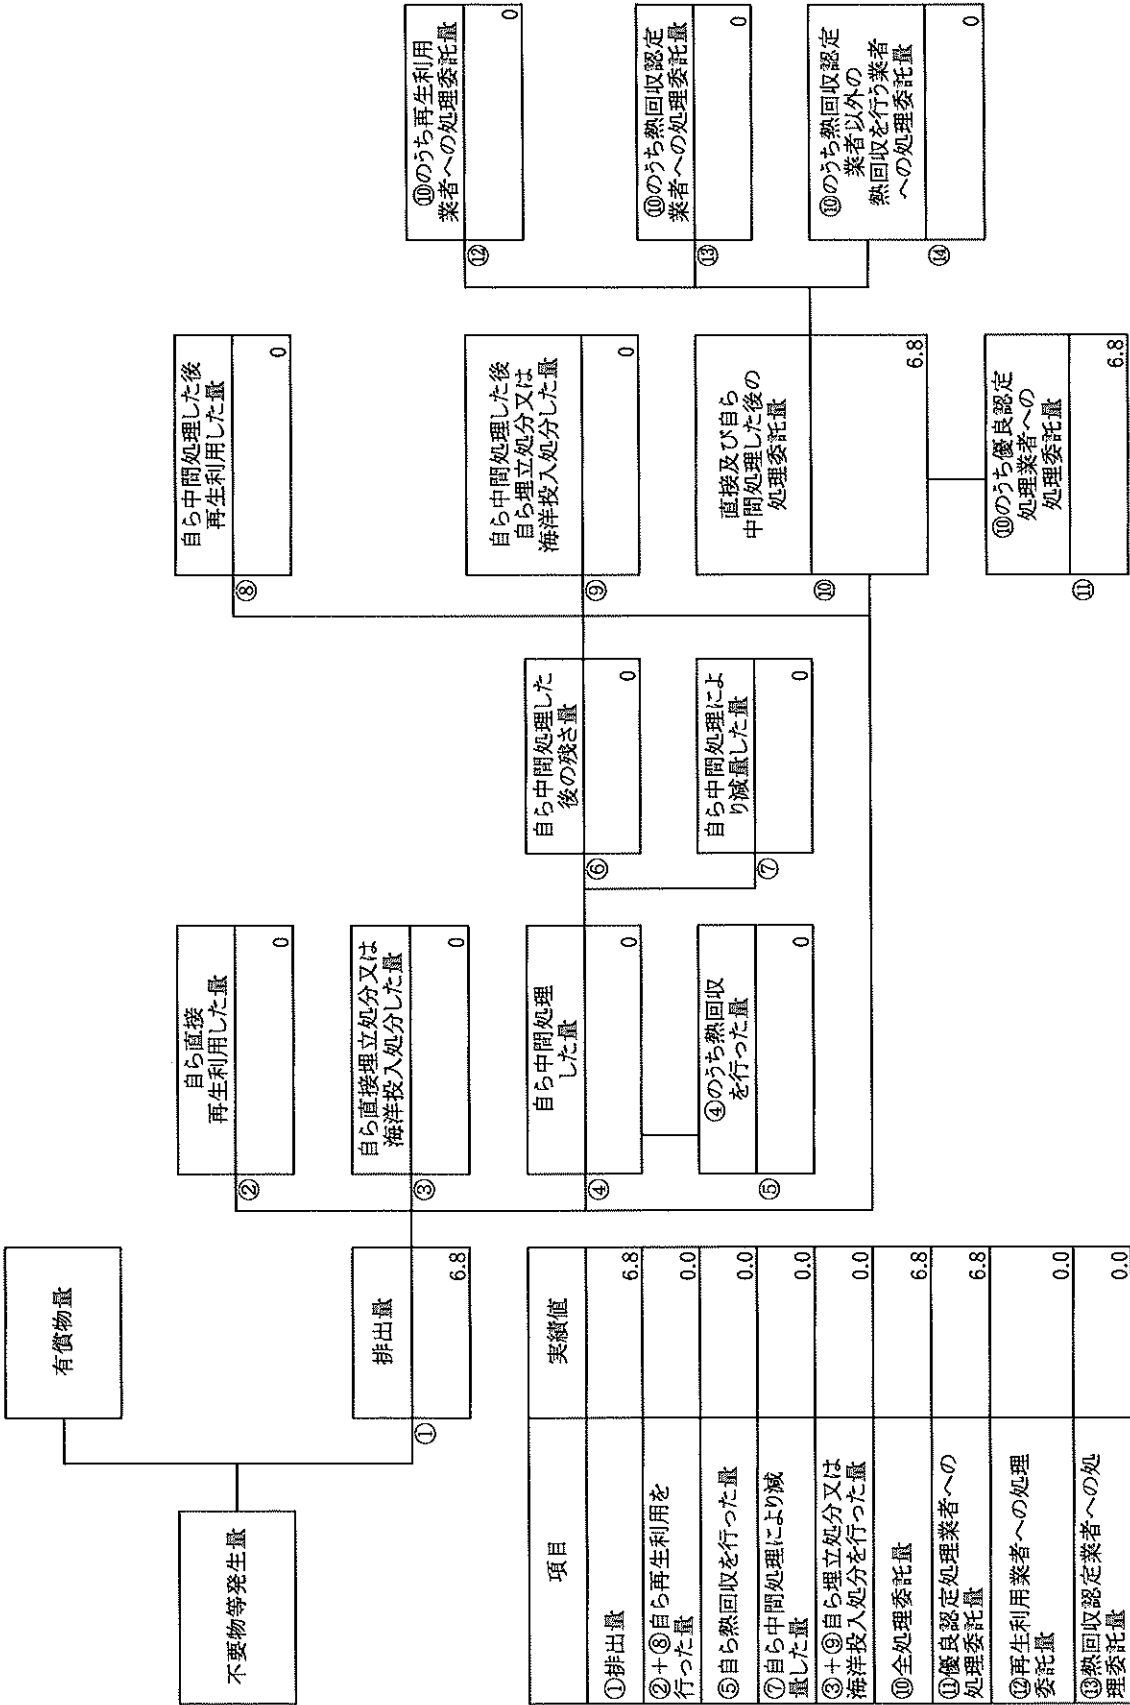 不要物等発生量
有償物量
①
排出量
6.8
②
自ら直接
再生利用した量
0
③
自ら直接埋立処分又は
海洋投入処分した量
0
④
自ら中間処理
した量
0
⑤
④のうち熱回収
を行った量
0
⑥
自ら中間処理した
後の残さ量
0
⑦
自ら中間処理によ
り減量した量
0
⑧
自ら中間処理した後
再生利用した量
0
⑨
自ら中間処理した後
自ら埋立処分又は
海洋投入処分した量
0
⑩
直接及び自ら
中間処理した後の
処理委託量
6.8
⑪
⑩のうち優良認定
処理業者への
処理委託量
6.8
⑫
⑩のうち再生利用
業者への処理委託量
0
⑬
⑩のうち熱回収認定
業者への処理委託量
0
⑭
⑩のうち熱回収認定
業者以外の
熱回収を行う業者
への処理委託量
0
項目 実績値
①排出量 6.8
②+⑧自ら再生利用を
行った量 0.0
⑤自ら熱回収を行った量 0.0
⑦自ら中間処理により減
量した量 0.0
③+⑨自ら埋立処分又は
海洋投入処分を行った量 0.0
⑩全処理委託量 6.8
⑪優良認定処理業者への
処理委託量 6.8
⑫再生利用業者への処理
委託量 0.0
⑬熱回収認定業者への処
理委託量 0.0